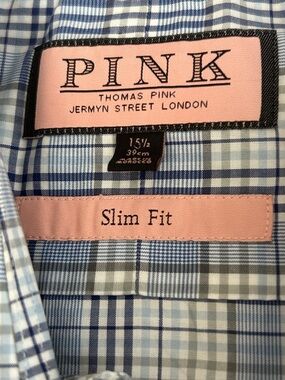 PINK
THOMAS PINK
JERMYN STREET LONDON
15½
39cm
Slim Fit